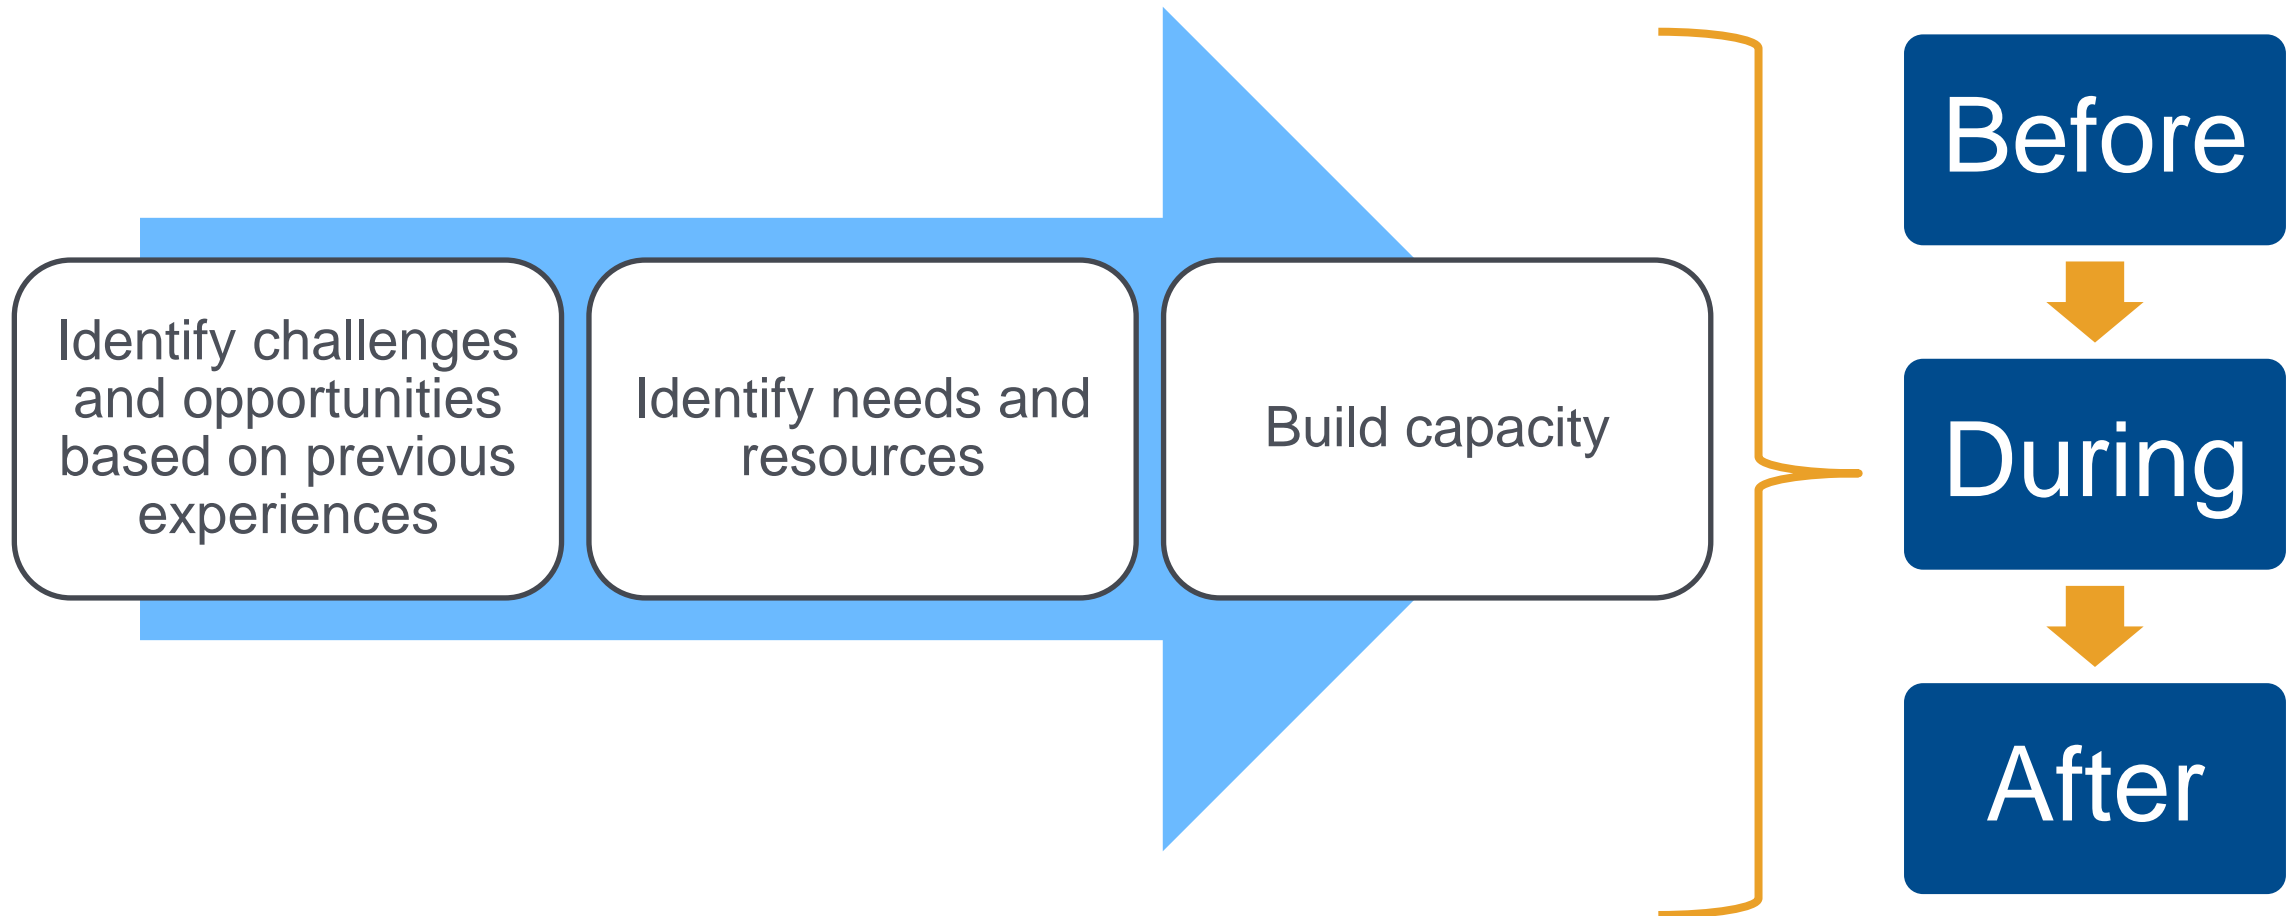 Identify challenges
and opportunities
based on previous
experiences
Identify needs and
resources
Build capacity
Before
During
After